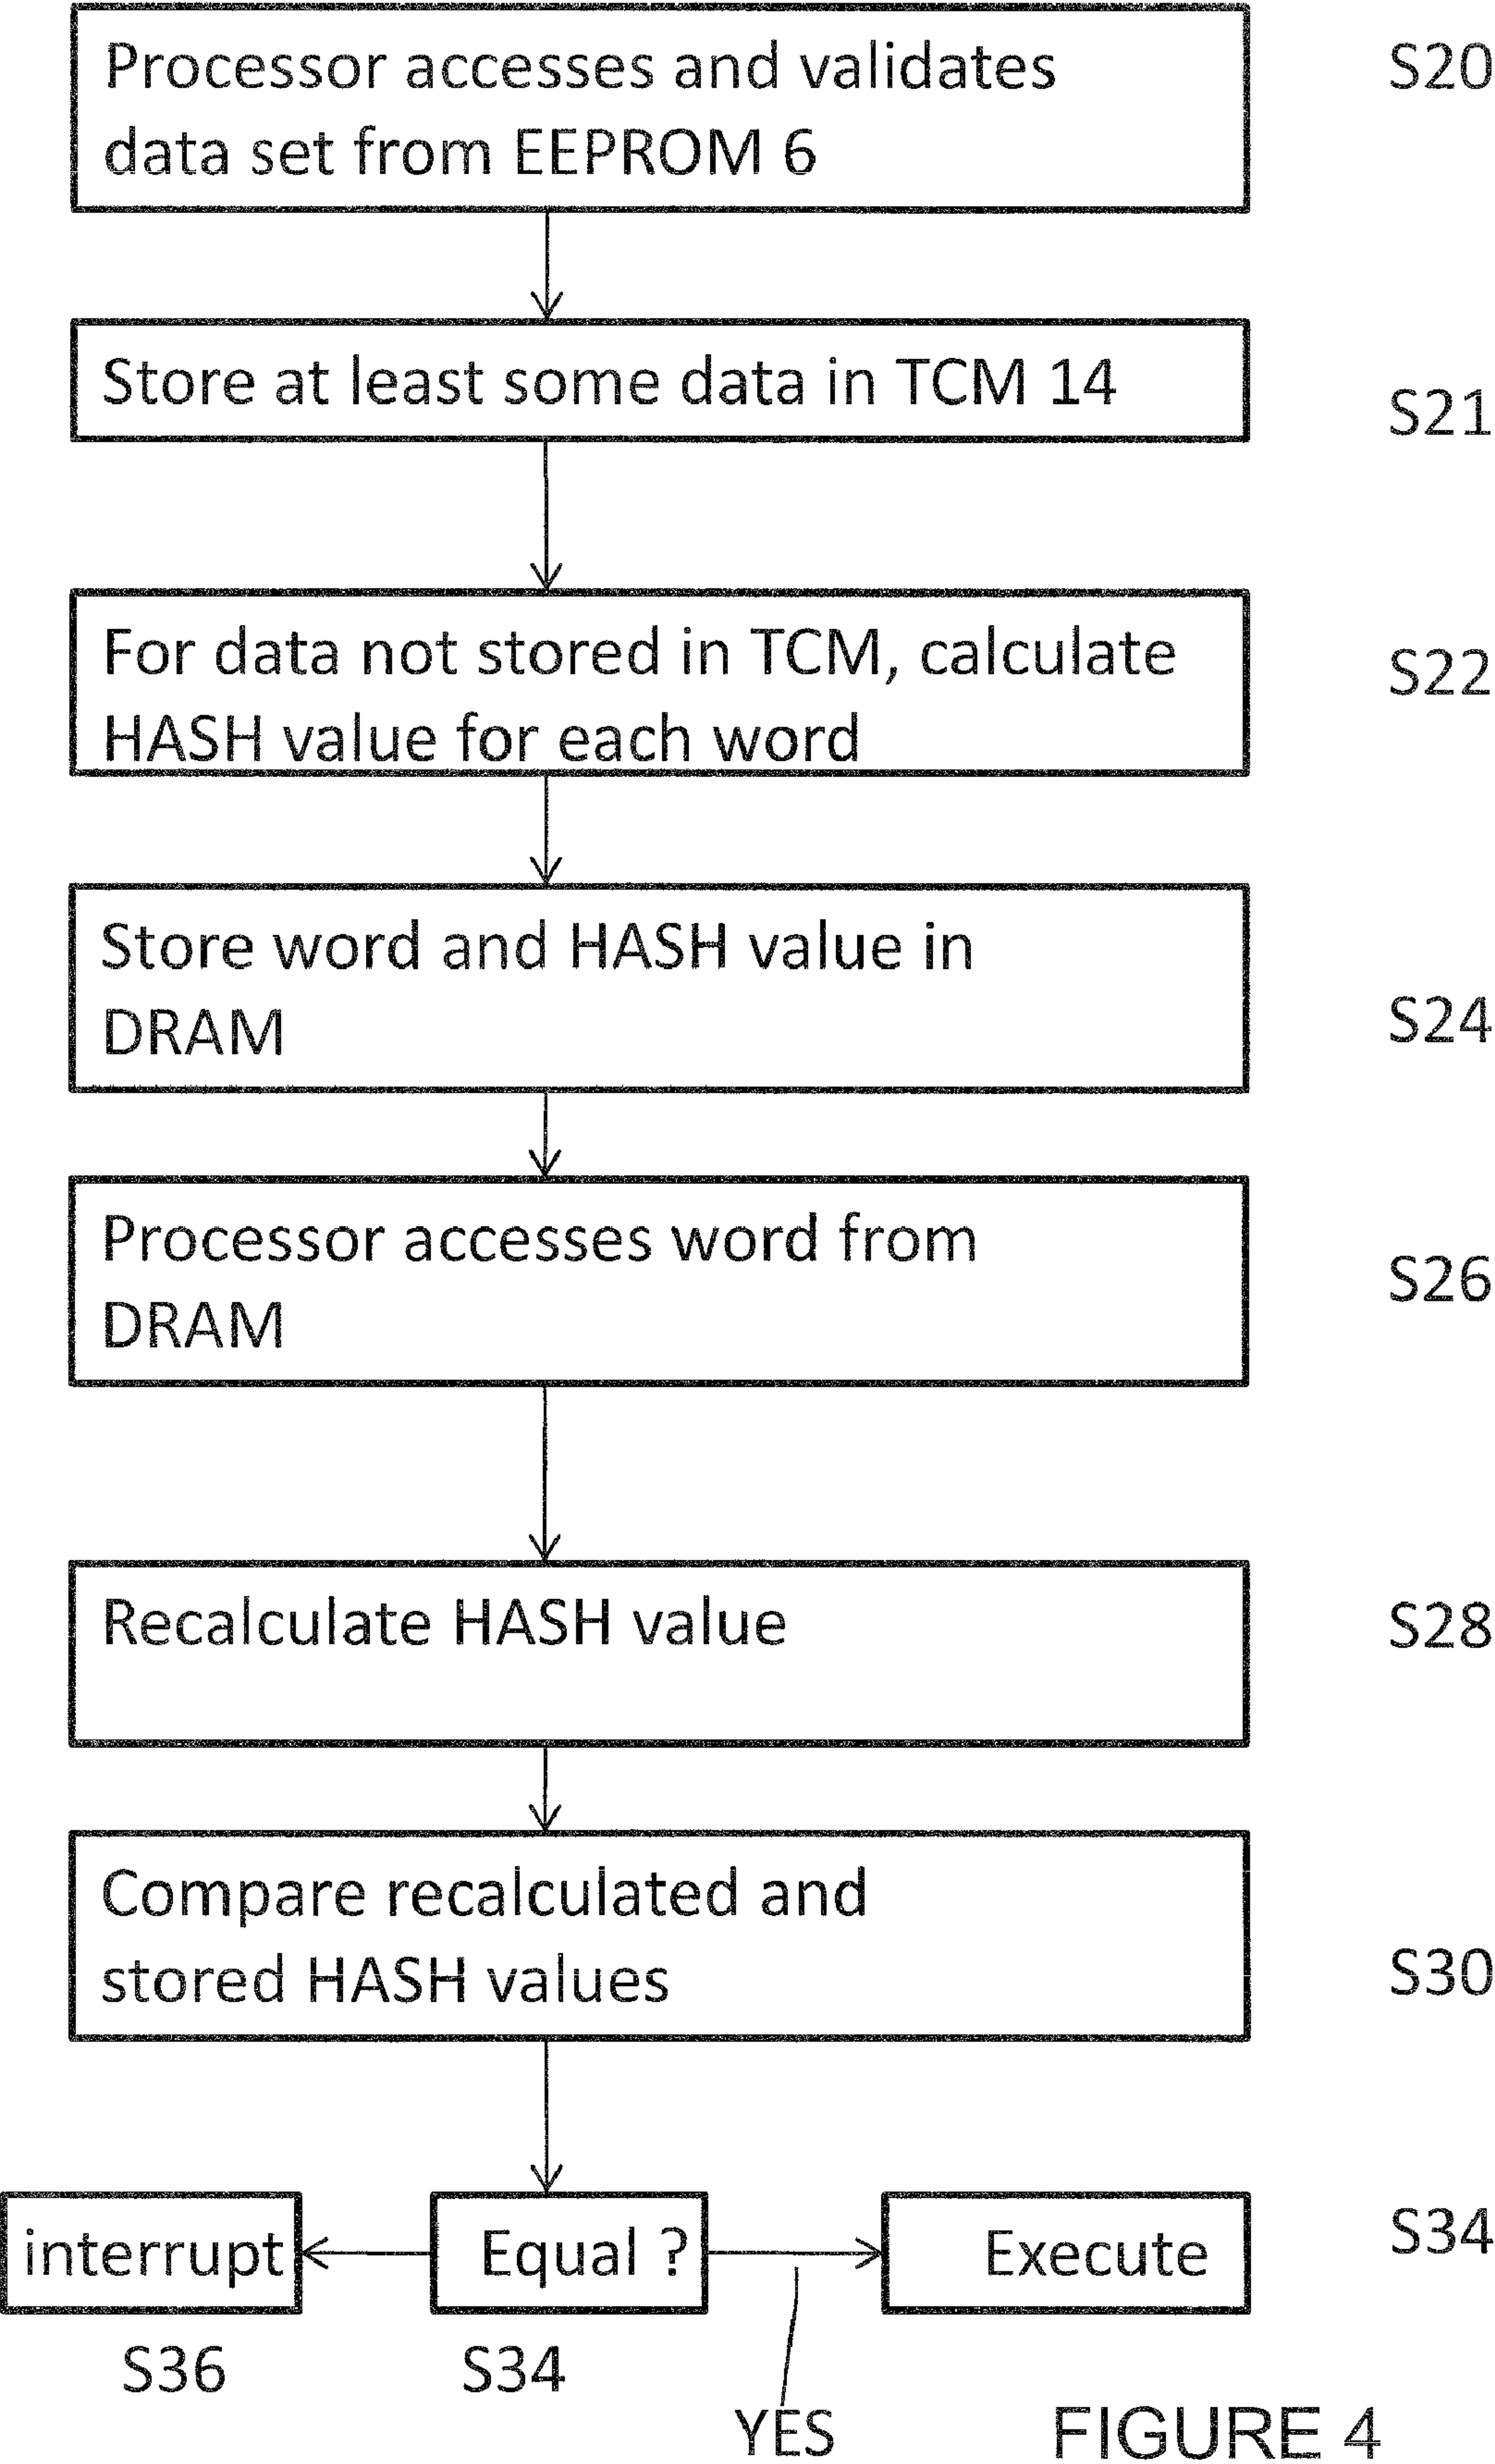 Processor accesses and validates
data set from EEPROM 6
S20
Store at least some data in TCM 14
S21
For data not stored in TCM, calculate
HASH value for each word
S22
Store word and HASH value in
DRAM
S24
Processor accesses word from
DRAM
S26
Recalculate HASH value
S28
Compare recalculated and
stored HASH values
S30
interrupt
Equal ?
Execute
S34
S36
S34
YES
FIGURE 4